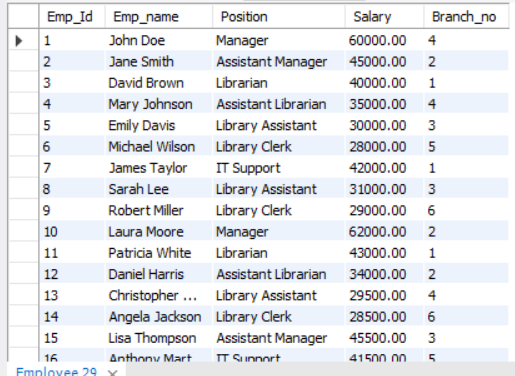 Emp_Id Emp_name Position Salary Branch_no
1 John Doe Manager 60000.00 4
2 Jane Smith Assistant Manager 45000.00 2
3 David Brown Librarian 40000.00 1
4 Mary Johnson Assistant Librarian 35000.00 4
5 Emily Davis Library Assistant 30000.00 3
6 Michael Wilson Library Clerk 28000.00 5
7 James Taylor IT Support 42000.00 1
8 Sarah Lee Library Assistant 31000.00 3
9 Robert Miller Library Clerk 29000.00 6
10 Laura Moore Manager 62000.00 2
11 Patricia White Librarian 43000.00 1
12 Daniel Harris Assistant Librarian 34000.00 2
13 Christopher ... Library Assistant 29500.00 4
14 Angela Jackson Library Clerk 28500.00 6
15 Lisa Thompson Assistant Manager 45500.00 3
16 Anthony Mart IT Support 41500.00 5
Employee 29